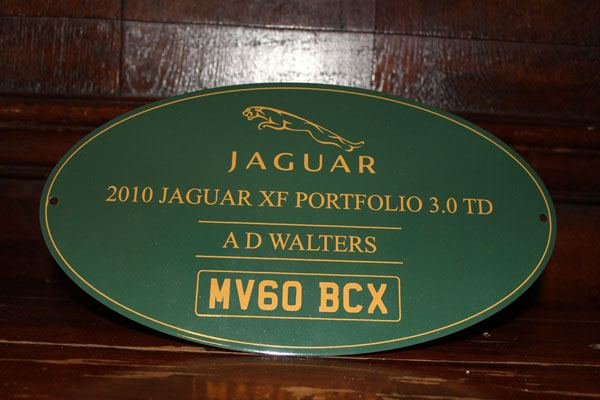 JAGUAR
2010 JAGUAR XF PORTFOLIO 3.0 TD
A D WALTERS
MV60 BCX